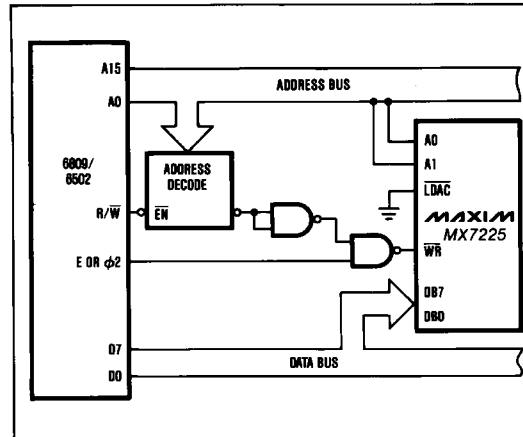 A15
ADDRESS BUS
A0
A0
6809/
6502
ADDRESS
DECODE
A1
LDAC
R/W
EN
MAXIM
MX7225
WR
E OR ϕ2
DB7
DB0
D7
D0
DATA BUS